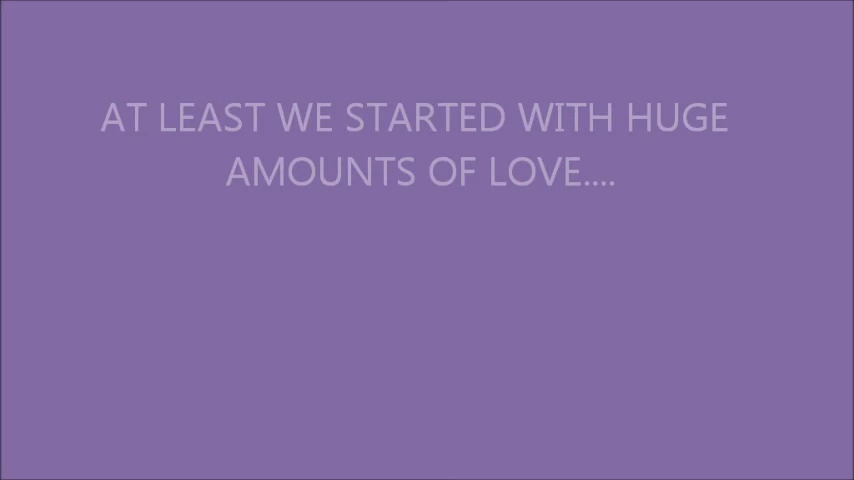 AT LEAST WE STARTED WITH HUGE
AMOUNTS OF LOVE....